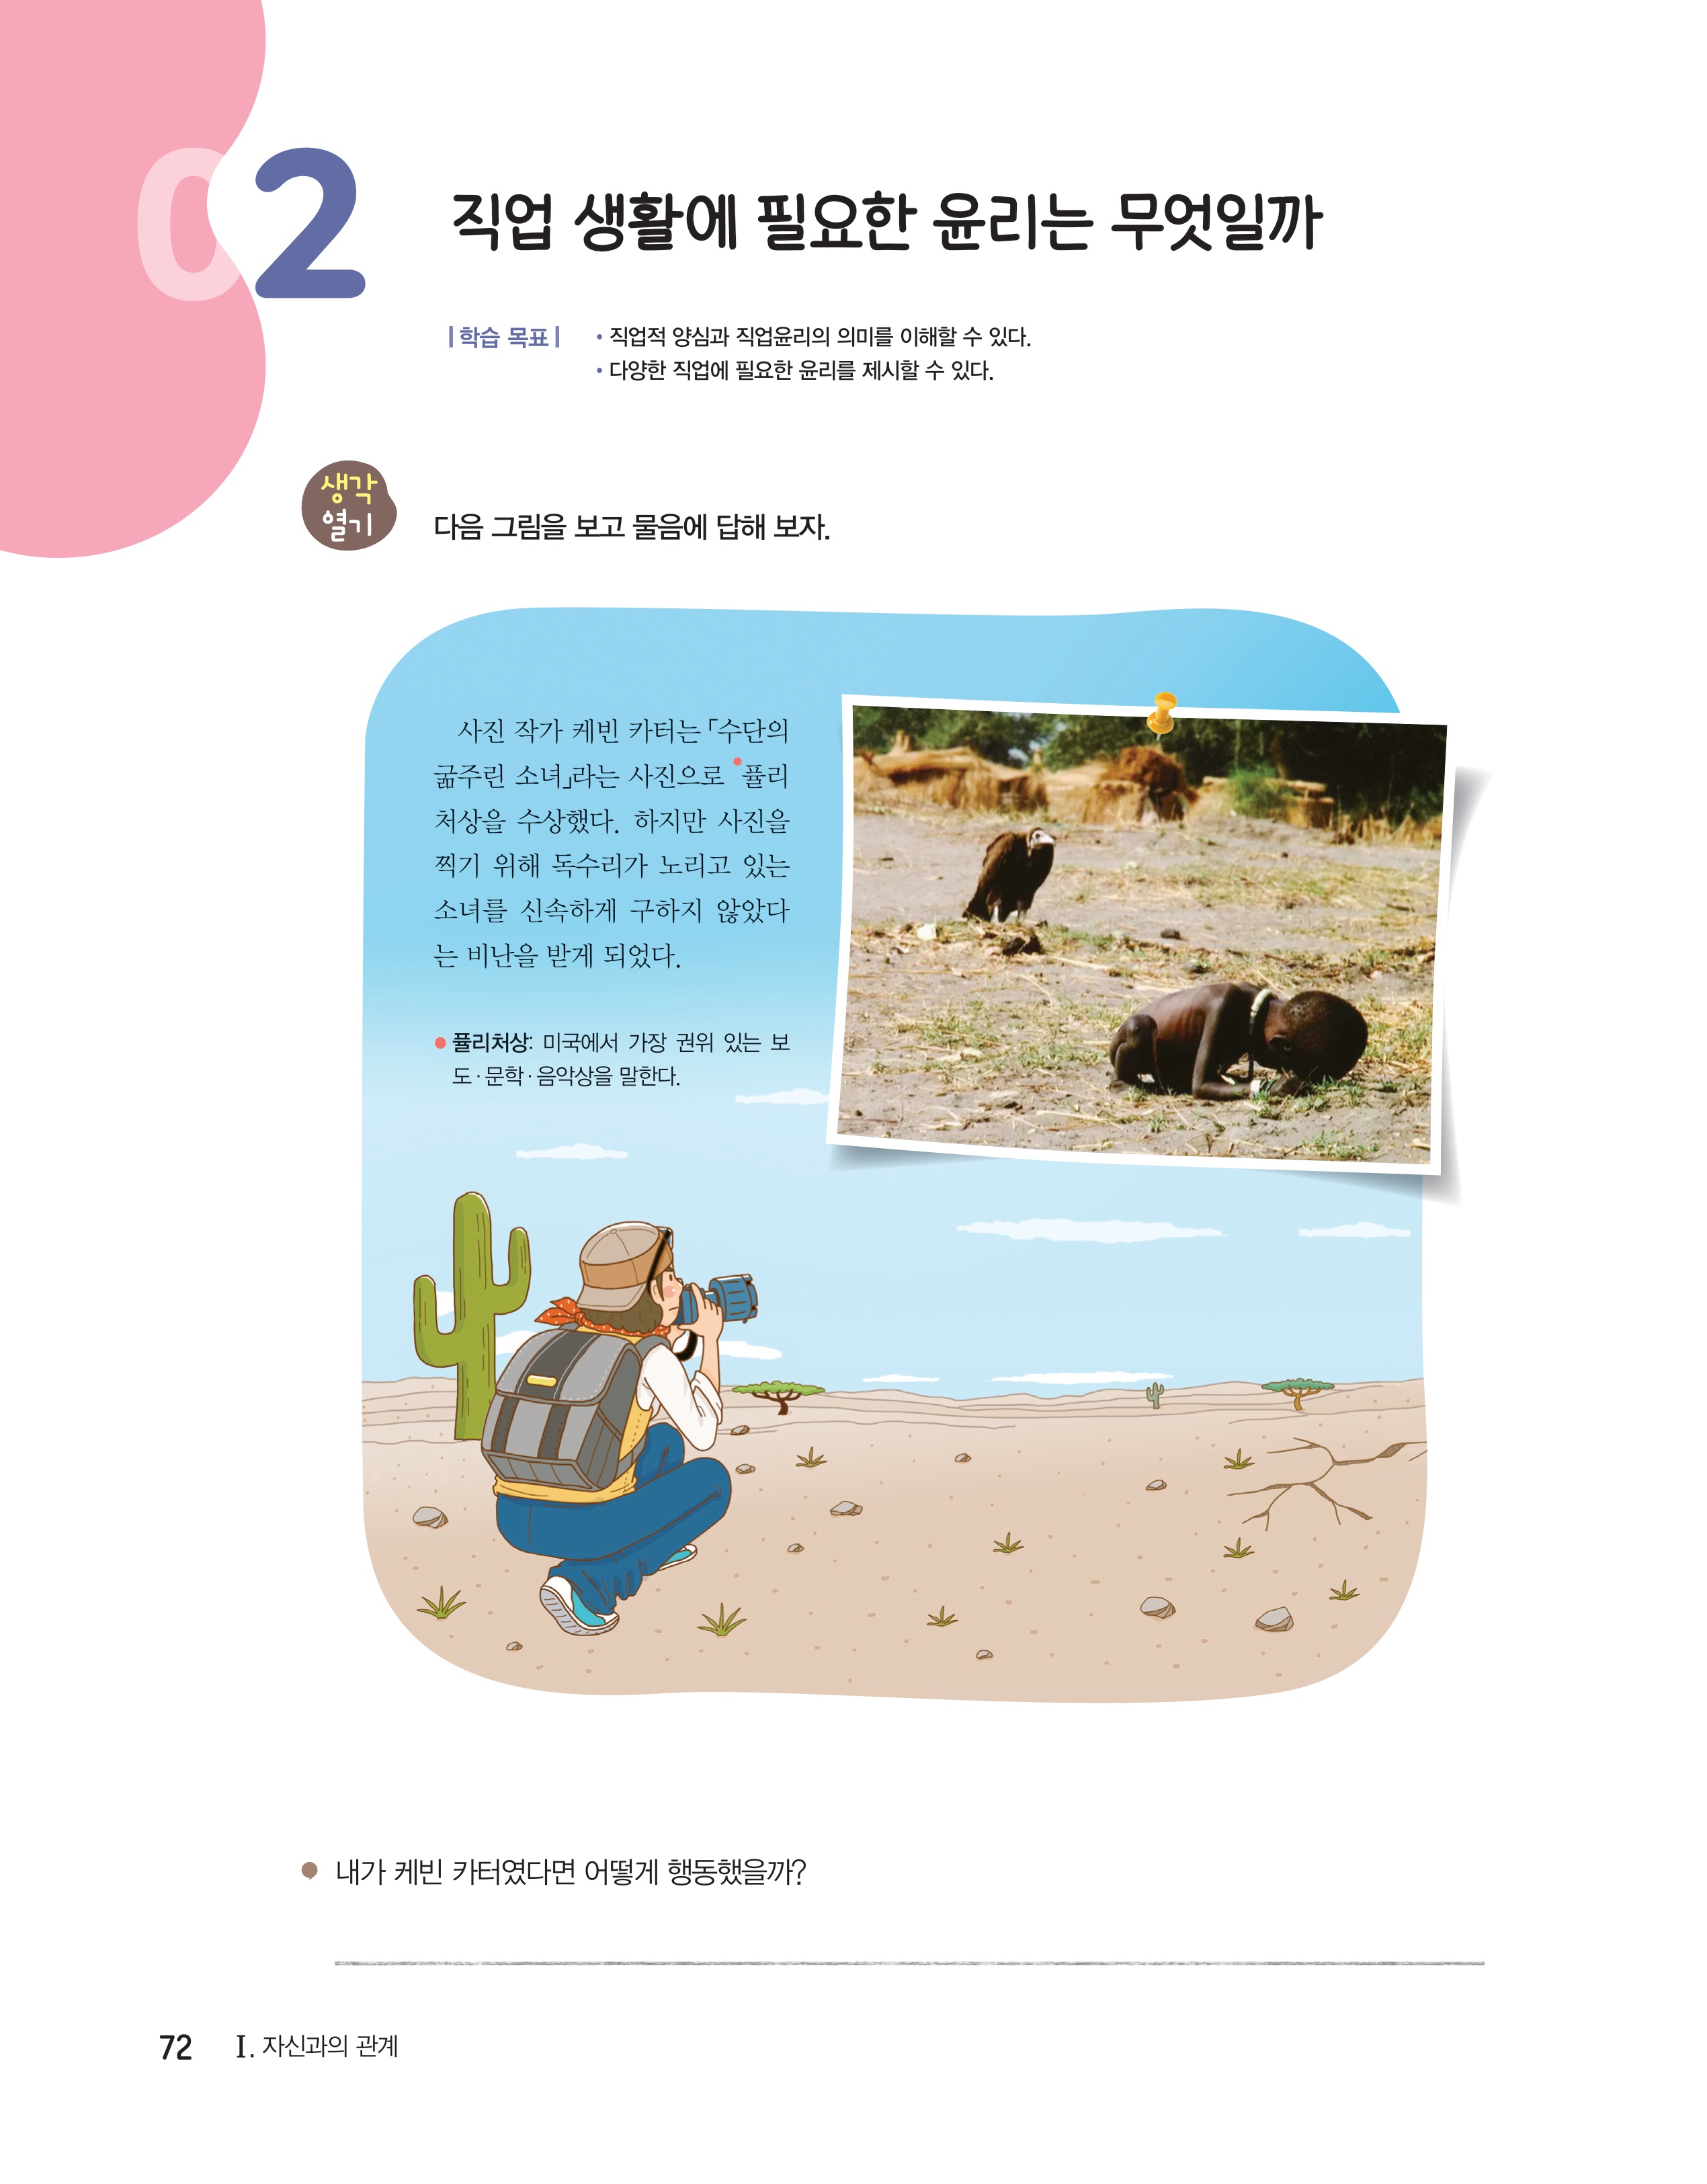 02
직업 생활에 필요한 윤리는 무엇일까
학습 목표
• 직업적 양심과 직업윤리의 의미를 이해할 수 있다.
• 다양한 직업에 필요한 윤리를 제시할 수 있다.
생각
열기
다음 그림을 보고 물음에 답해 보자.
사진 작가 케빈 카터는 「수단의
굶주린 소녀」라는 사진으로 •퓰리
처상을 수상했다. 하지만 사진을
찍기 위해 독수리가 노리고 있는
소녀를 신속하게 구하지 않았다
는 비난을 받게 되었다.
• 퓰리처상: 미국에서 가장 권위 있는 보
도·문학·음악상을 말한다.
내가 케빈 카터였다면 어떻게 행동했을까?
72 Ⅰ. 자신과의 관계